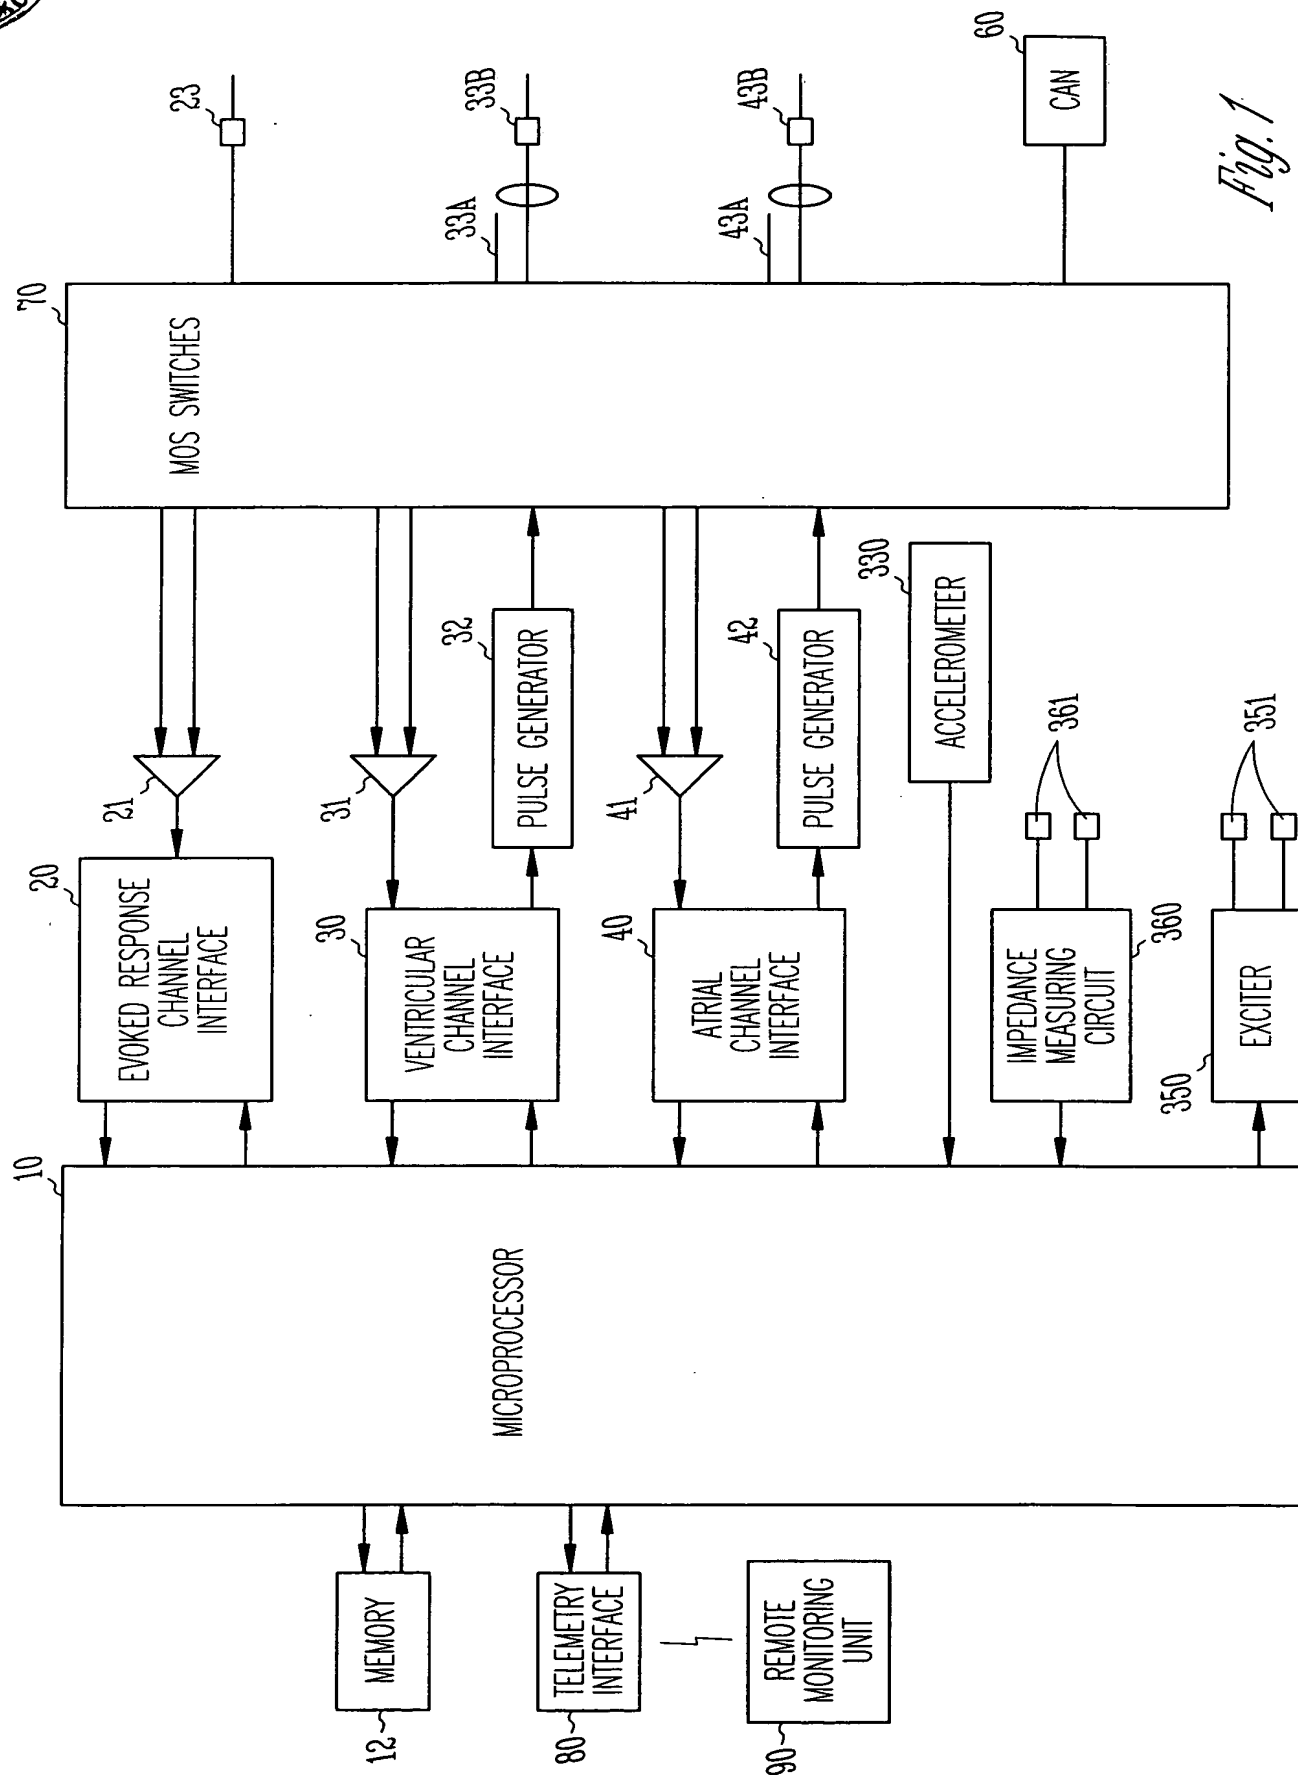 10
MICROPROCESSOR
MEMORY
12
TELEMETRY
INTERFACE
80
REMOTE
MONITORING
UNIT
90
20
EVOKED RESPONSE
CHANNEL
INTERFACE
21
30
VENTRICULAR
CHANNEL
INTERFACE
31
PULSE GENERATOR
32
40
ATRIAL
CHANNEL
INTERFACE
41
PULSE GENERATOR
42
ACCELEROMETER
330
IMPEDANCE
MEASURING
CIRCUIT
360
361
350
EXCITER
351
70
MOS SWITCHES
23
33A
33B
43A
43B
60
CAN
Fig. 1